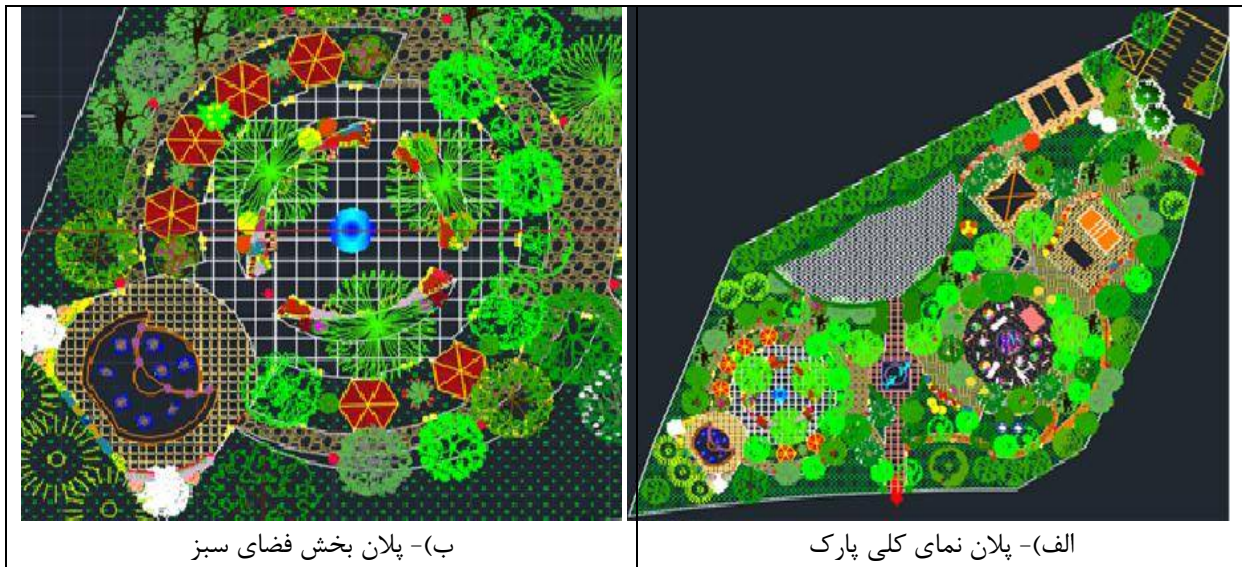 الف)- پلان نمای کلی پارک
ب)- پلان بخش فضای سبز